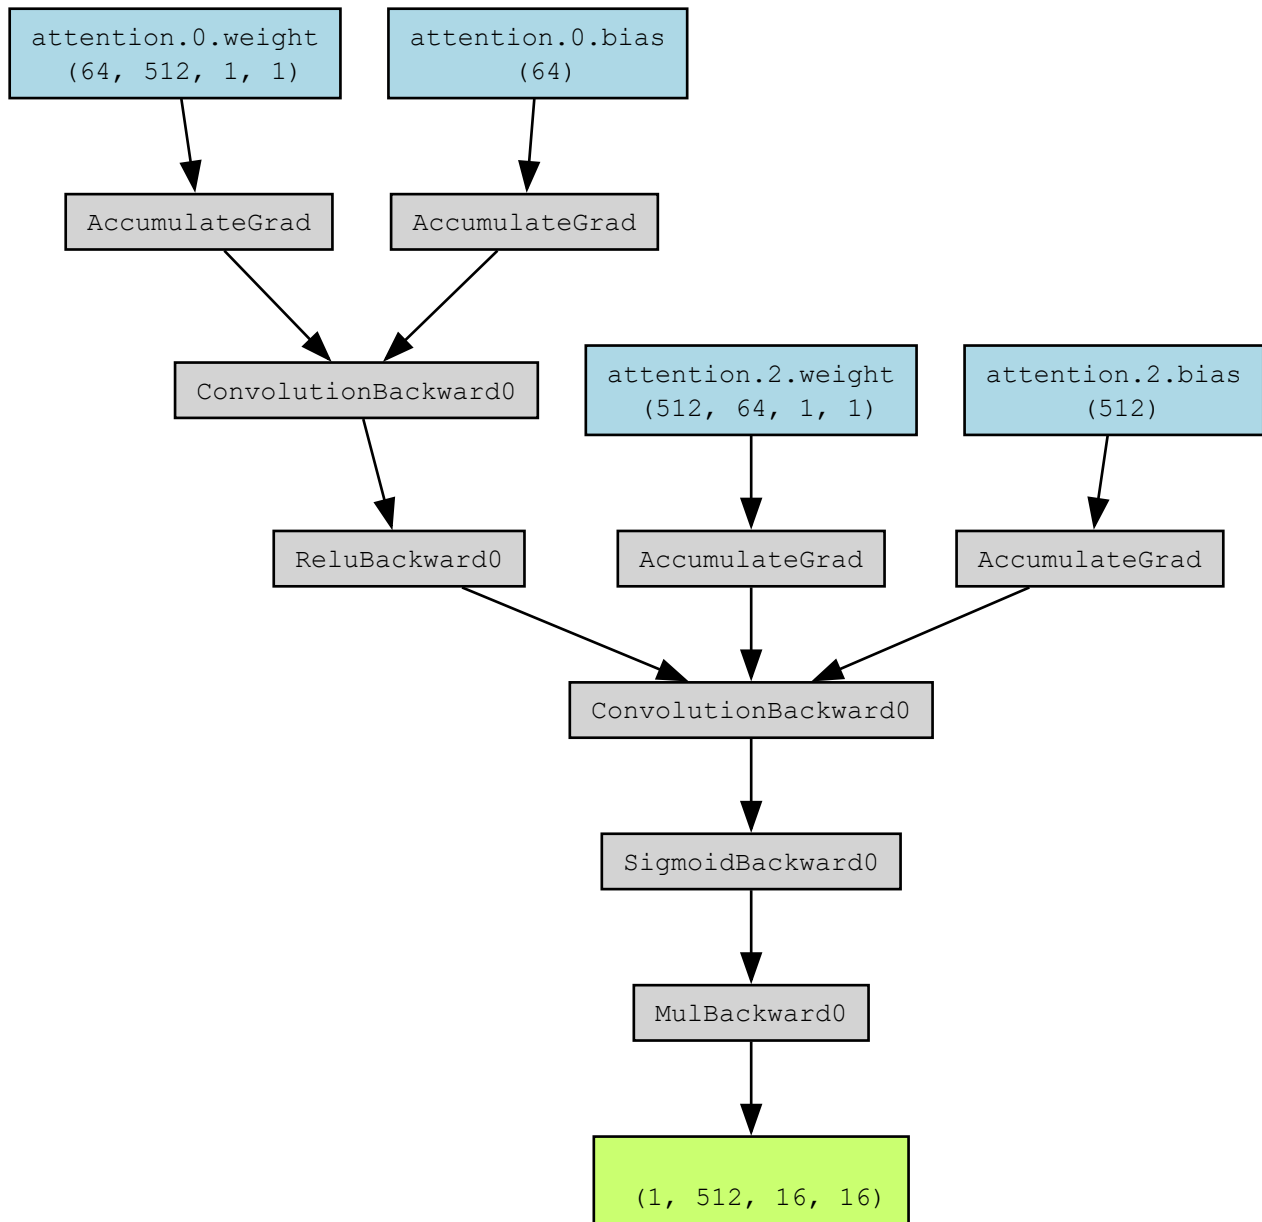 attention.0.weight
(64, 512, 1, 1)
attention.0.bias
(64)
AccumulateGrad
AccumulateGrad
ConvolutionBackward0
attention.2.weight
(512, 64, 1, 1)
attention.2.bias
(512)
ReluBackward0
AccumulateGrad
AccumulateGrad
ConvolutionBackward0
SigmoidBackward0
MulBackward0
(1, 512, 16, 16)